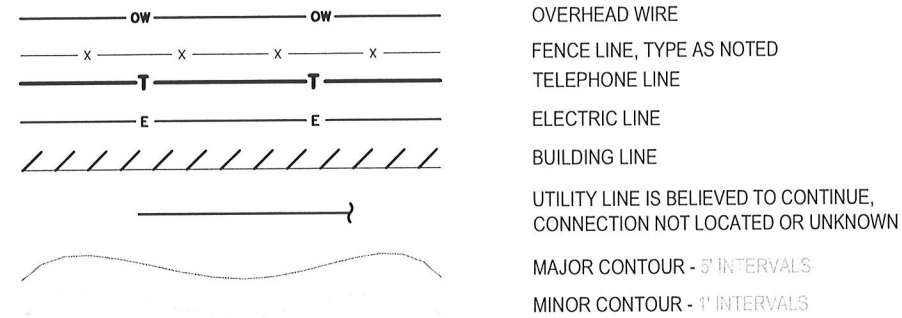 OW OW OVERHEAD WIRE
X X X X FENCE LINE, TYPE AS NOTED
T T TELEPHONE LINE
E E ELECTRIC LINE
BUILDING LINE
UTILITY LINE IS BELIEVED TO CONTINUE,
CONNECTION NOT LOCATED OR UNKNOWN
MAJOR CONTOUR - 5' INTERVALS
MINOR CONTOUR - 1' INTERVALS